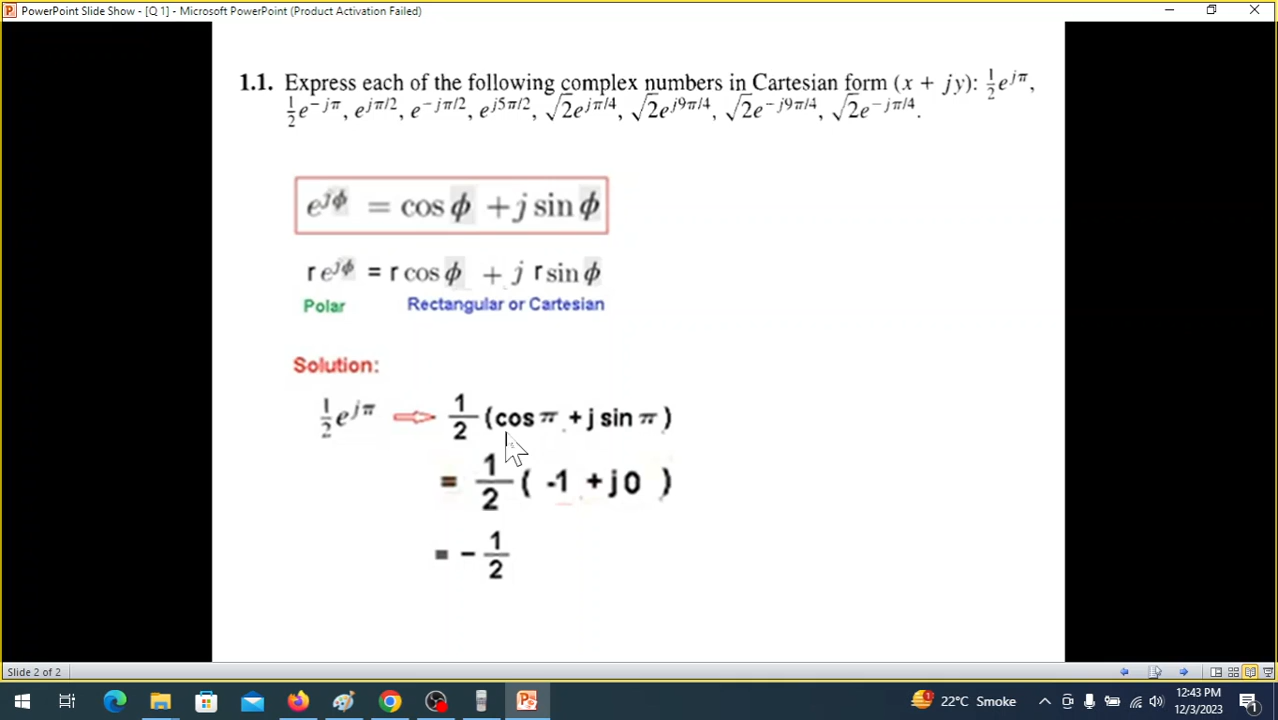 PowerPoint Slide Show - [Q 1] - Microsoft PowerPoint (Product Activation Failed)
1.1. Express each of the following complex numbers in Cartesian form (x + jy): ½e^{jπ},
½e^{−jπ}, e^{jπ/2}, e^{−jπ/2}, e^{j5π/2}, √2e^{jπ/4}, √2e^{j9π/4}, √2e^{−j9π/4}, √2e^{−jπ/4}.
e^{jϕ} = cos ϕ + j sin ϕ
r e^{jϕ} = r cos ϕ + j r sin ϕ
Polar Rectangular or Cartesian
Solution:
½e^{jπ} ⇒ ½ (cos π + j sin π)
= ½ ( -1 + j 0 )
= − ½
Slide 2 of 2
22°C Smoke
12:43 PM
12/3/2023